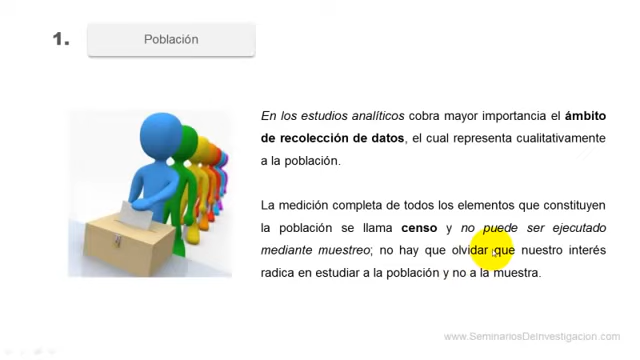 1.
Población
En los estudios analíticos cobra mayor importancia el ámbito
de recolección de datos, el cual representa cualitativamente
a la población.
La medición completa de todos los elementos que constituyen
la población se llama censo y no puede ser ejecutado
mediante muestreo; no hay que olvidar que nuestro interés
radica en estudiar a la población y no a la muestra.
www.SeminariosDeInvestigacion.com